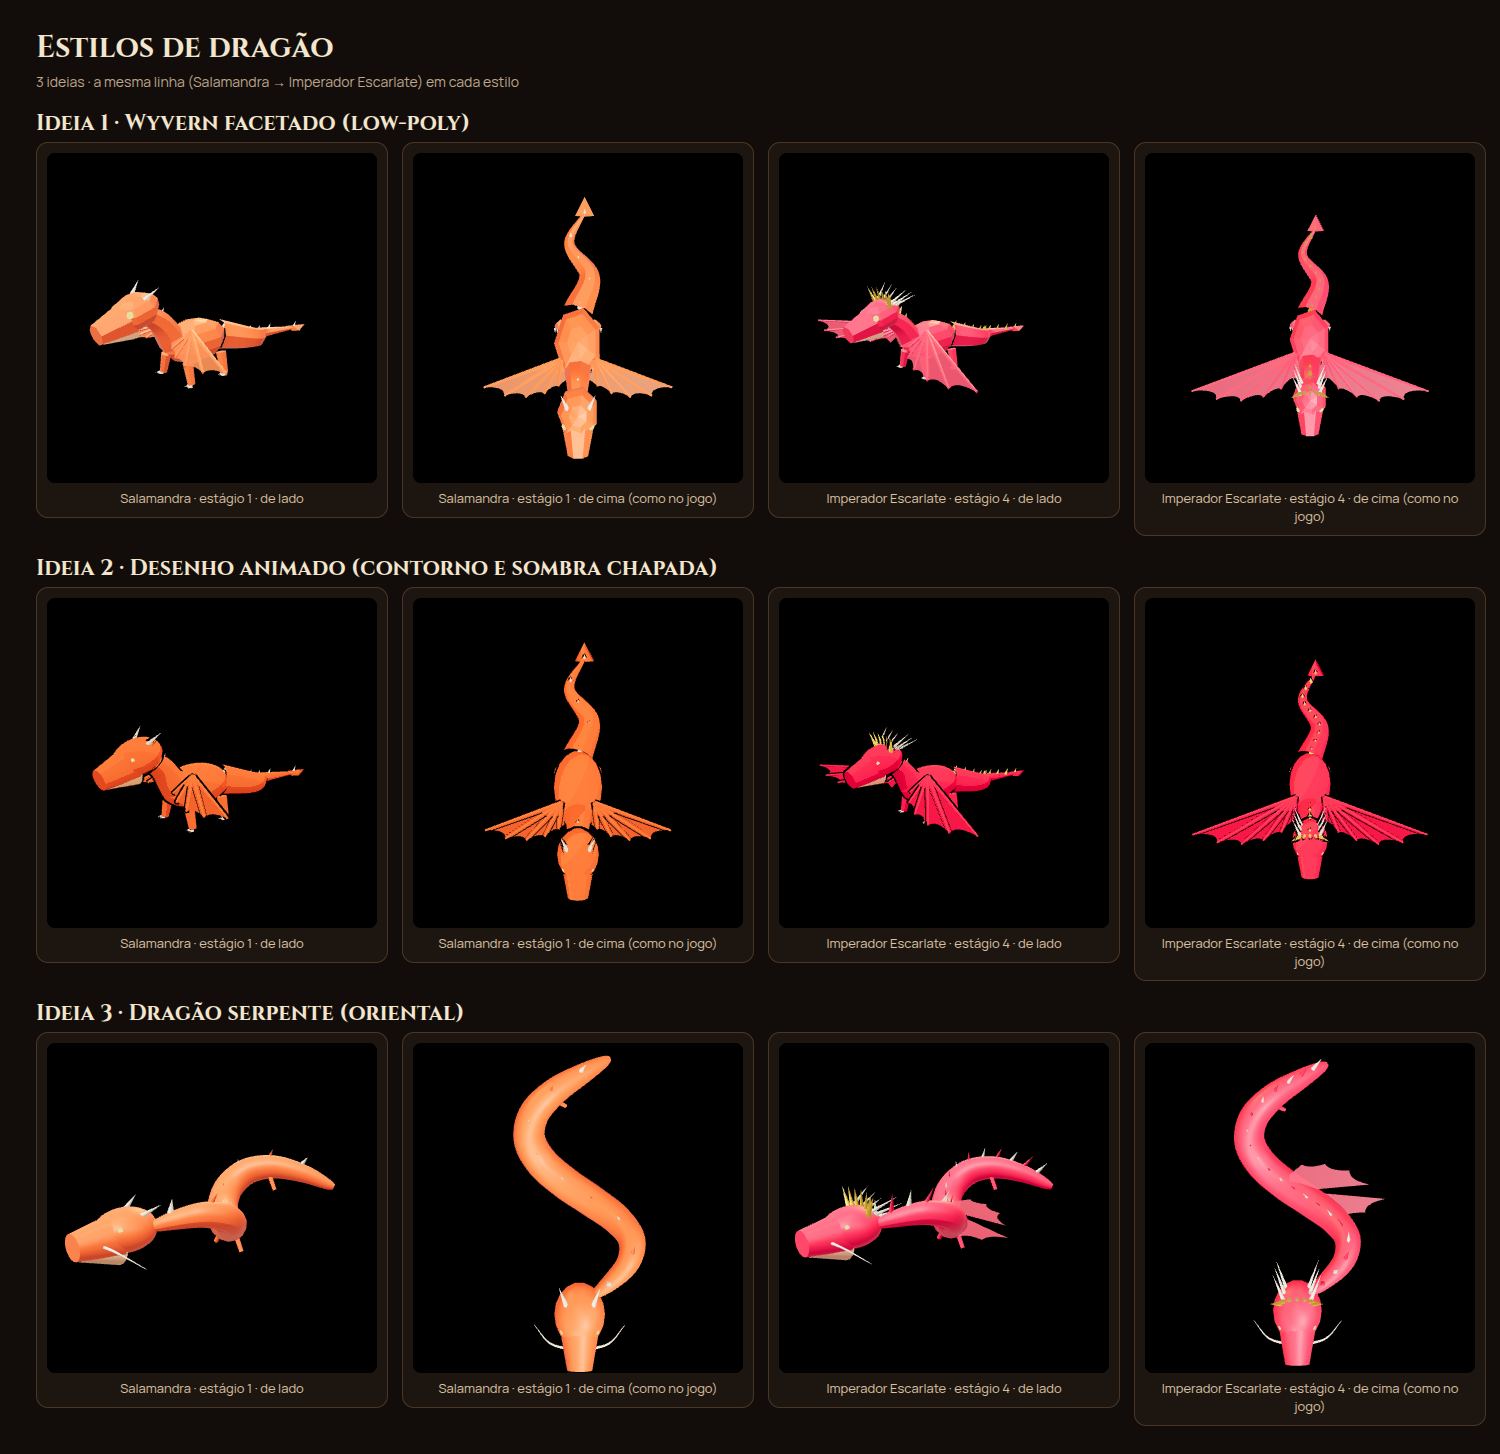 Estilos de dragão
3 ideias · a mesma linha (Salamandra → Imperador Escarlate) em cada estilo
Ideia 1 · Wyvern facetado (low-poly)
Salamandra · estágio 1 · de lado
Salamandra · estágio 1 · de cima (como no jogo)
Imperador Escarlate · estágio 4 · de lado
Imperador Escarlate · estágio 4 · de cima (como no
jogo)
Ideia 2 · Desenho animado (contorno e sombra chapada)
Salamandra · estágio 1 · de lado
Salamandra · estágio 1 · de cima (como no jogo)
Imperador Escarlate · estágio 4 · de lado
Imperador Escarlate · estágio 4 · de cima (como no
jogo)
Ideia 3 · Dragão serpente (oriental)
Salamandra · estágio 1 · de lado
Salamandra · estágio 1 · de cima (como no jogo)
Imperador Escarlate · estágio 4 · de lado
Imperador Escarlate · estágio 4 · de cima (como no
jogo)